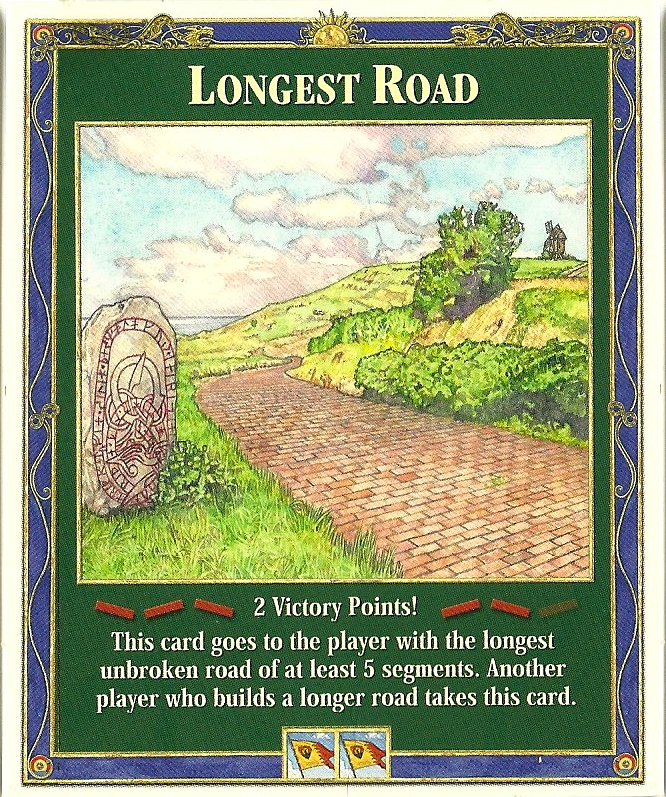 LONGEST ROAD
2 Victory Points!
This card goes to the player with the longest
unbroken road of at least 5 segments. Another
player who builds a longer road takes this card.